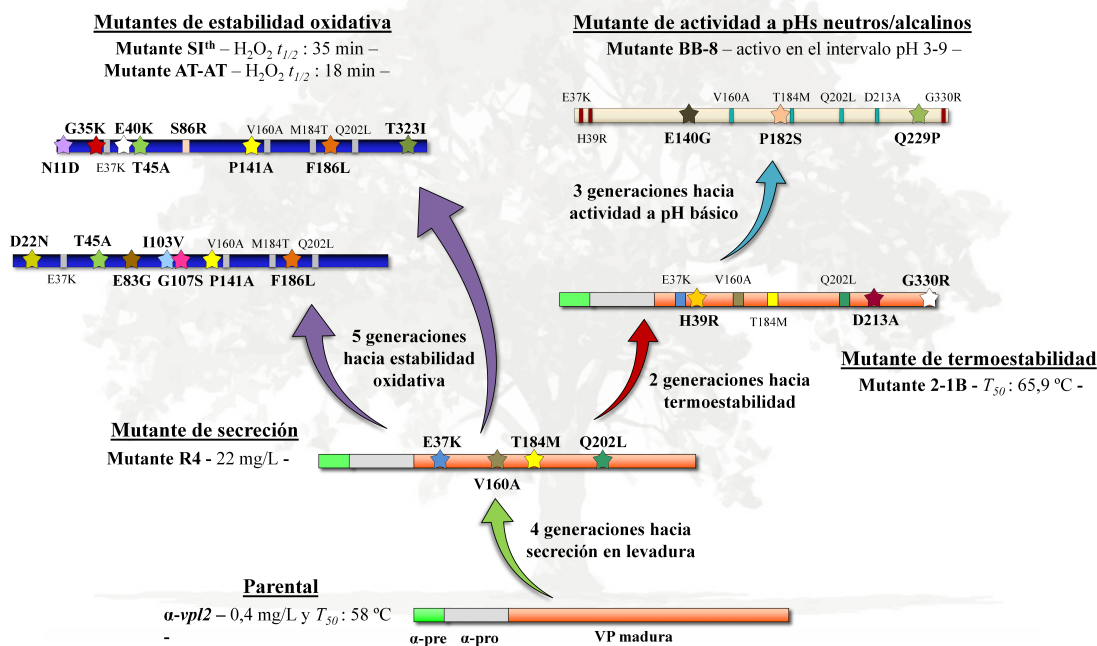 Mutantes de estabilidad oxidativa
Mutante SIth – H2O2 t1/2 : 35 min –
Mutante AT-AT – H2O2 t1/2 : 18 min –
G35K E40K S86R V160A M184T Q202L T323I
N11D E37K T45A P141A F186L
D22N T45A I103V V160A M184T Q202L
E37K E83G G107S P141A F186L
5 generaciones
hacia estabilidad
oxidativa
Mutante de actividad a pHs neutros/alcalinos
Mutante BB-8 – activo en el intervalo pH 3-9 –
E37K V160A T184M Q202L D213A G330R
H39R E140G P182S Q229P
3 generaciones hacia
actividad a pH básico
E37K V160A Q202L G330R
H39R T184M D213A
Mutante de termoestabilidad
Mutante 2-1B - T50 : 65,9 ºC -
2 generaciones hacia
termoestabilidad
Mutante de secreción
Mutante R4 - 22 mg/L -
E37K T184M Q202L
V160A
4 generaciones hacia
secreción en levadura
Parental
α-vpl2 – 0,4 mg/L y T50 : 58 ºC
-
α-pre α-pro VP madura